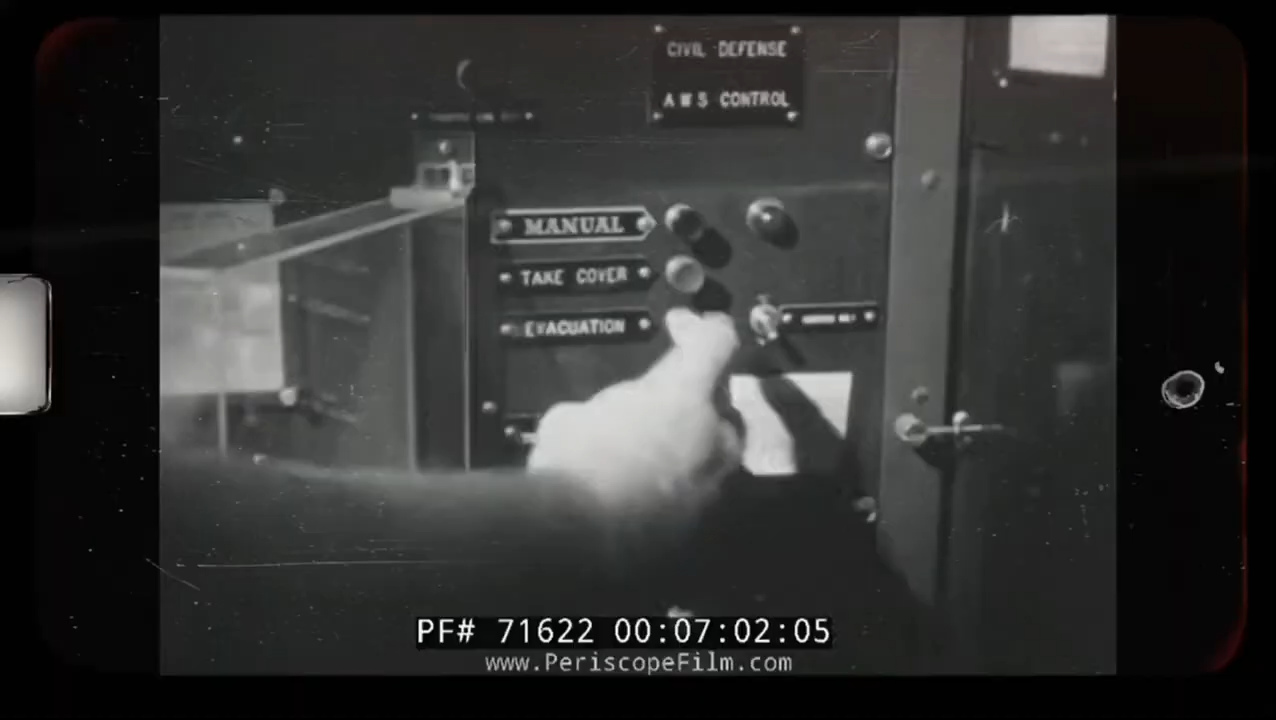 CIVIL DEFENSE
A W S CONTROL
MANUAL
TAKE COVER
EVACUATION
PF# 71622 00:07:02:05
www.PeriscopeFilm.com